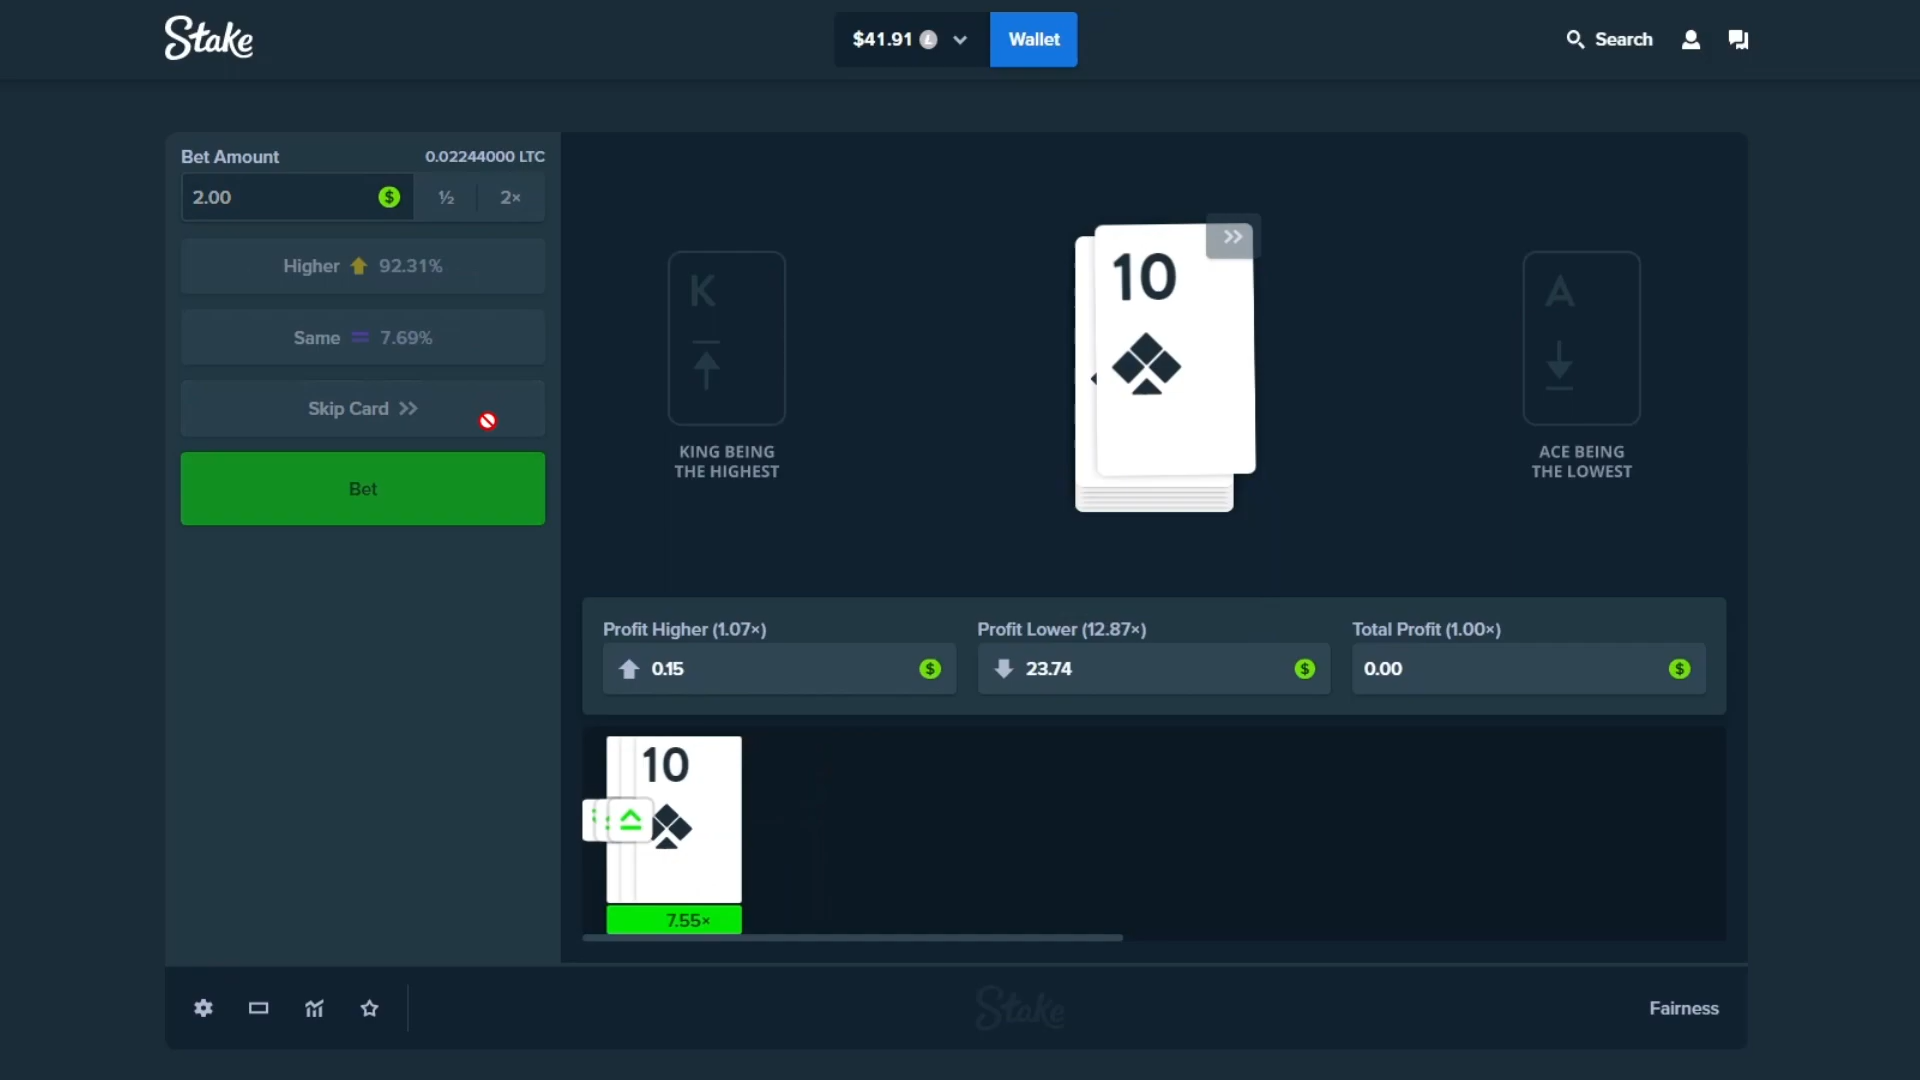 Stake
$41.91
Wallet
Search
Bet Amount
0.02244000 LTC
2.00
$
½
2×
Higher 92.31%
Same 7.69%
Skip Card
Bet
K
KING BEING
THE HIGHEST
10
A
ACE BEING
THE LOWEST
Profit Higher (1.07×)
Profit Lower (12.87×)
Total Profit (1.00×)
0.15
$
23.74
$
0.00
$
10
7.55×
Stake
Fairness